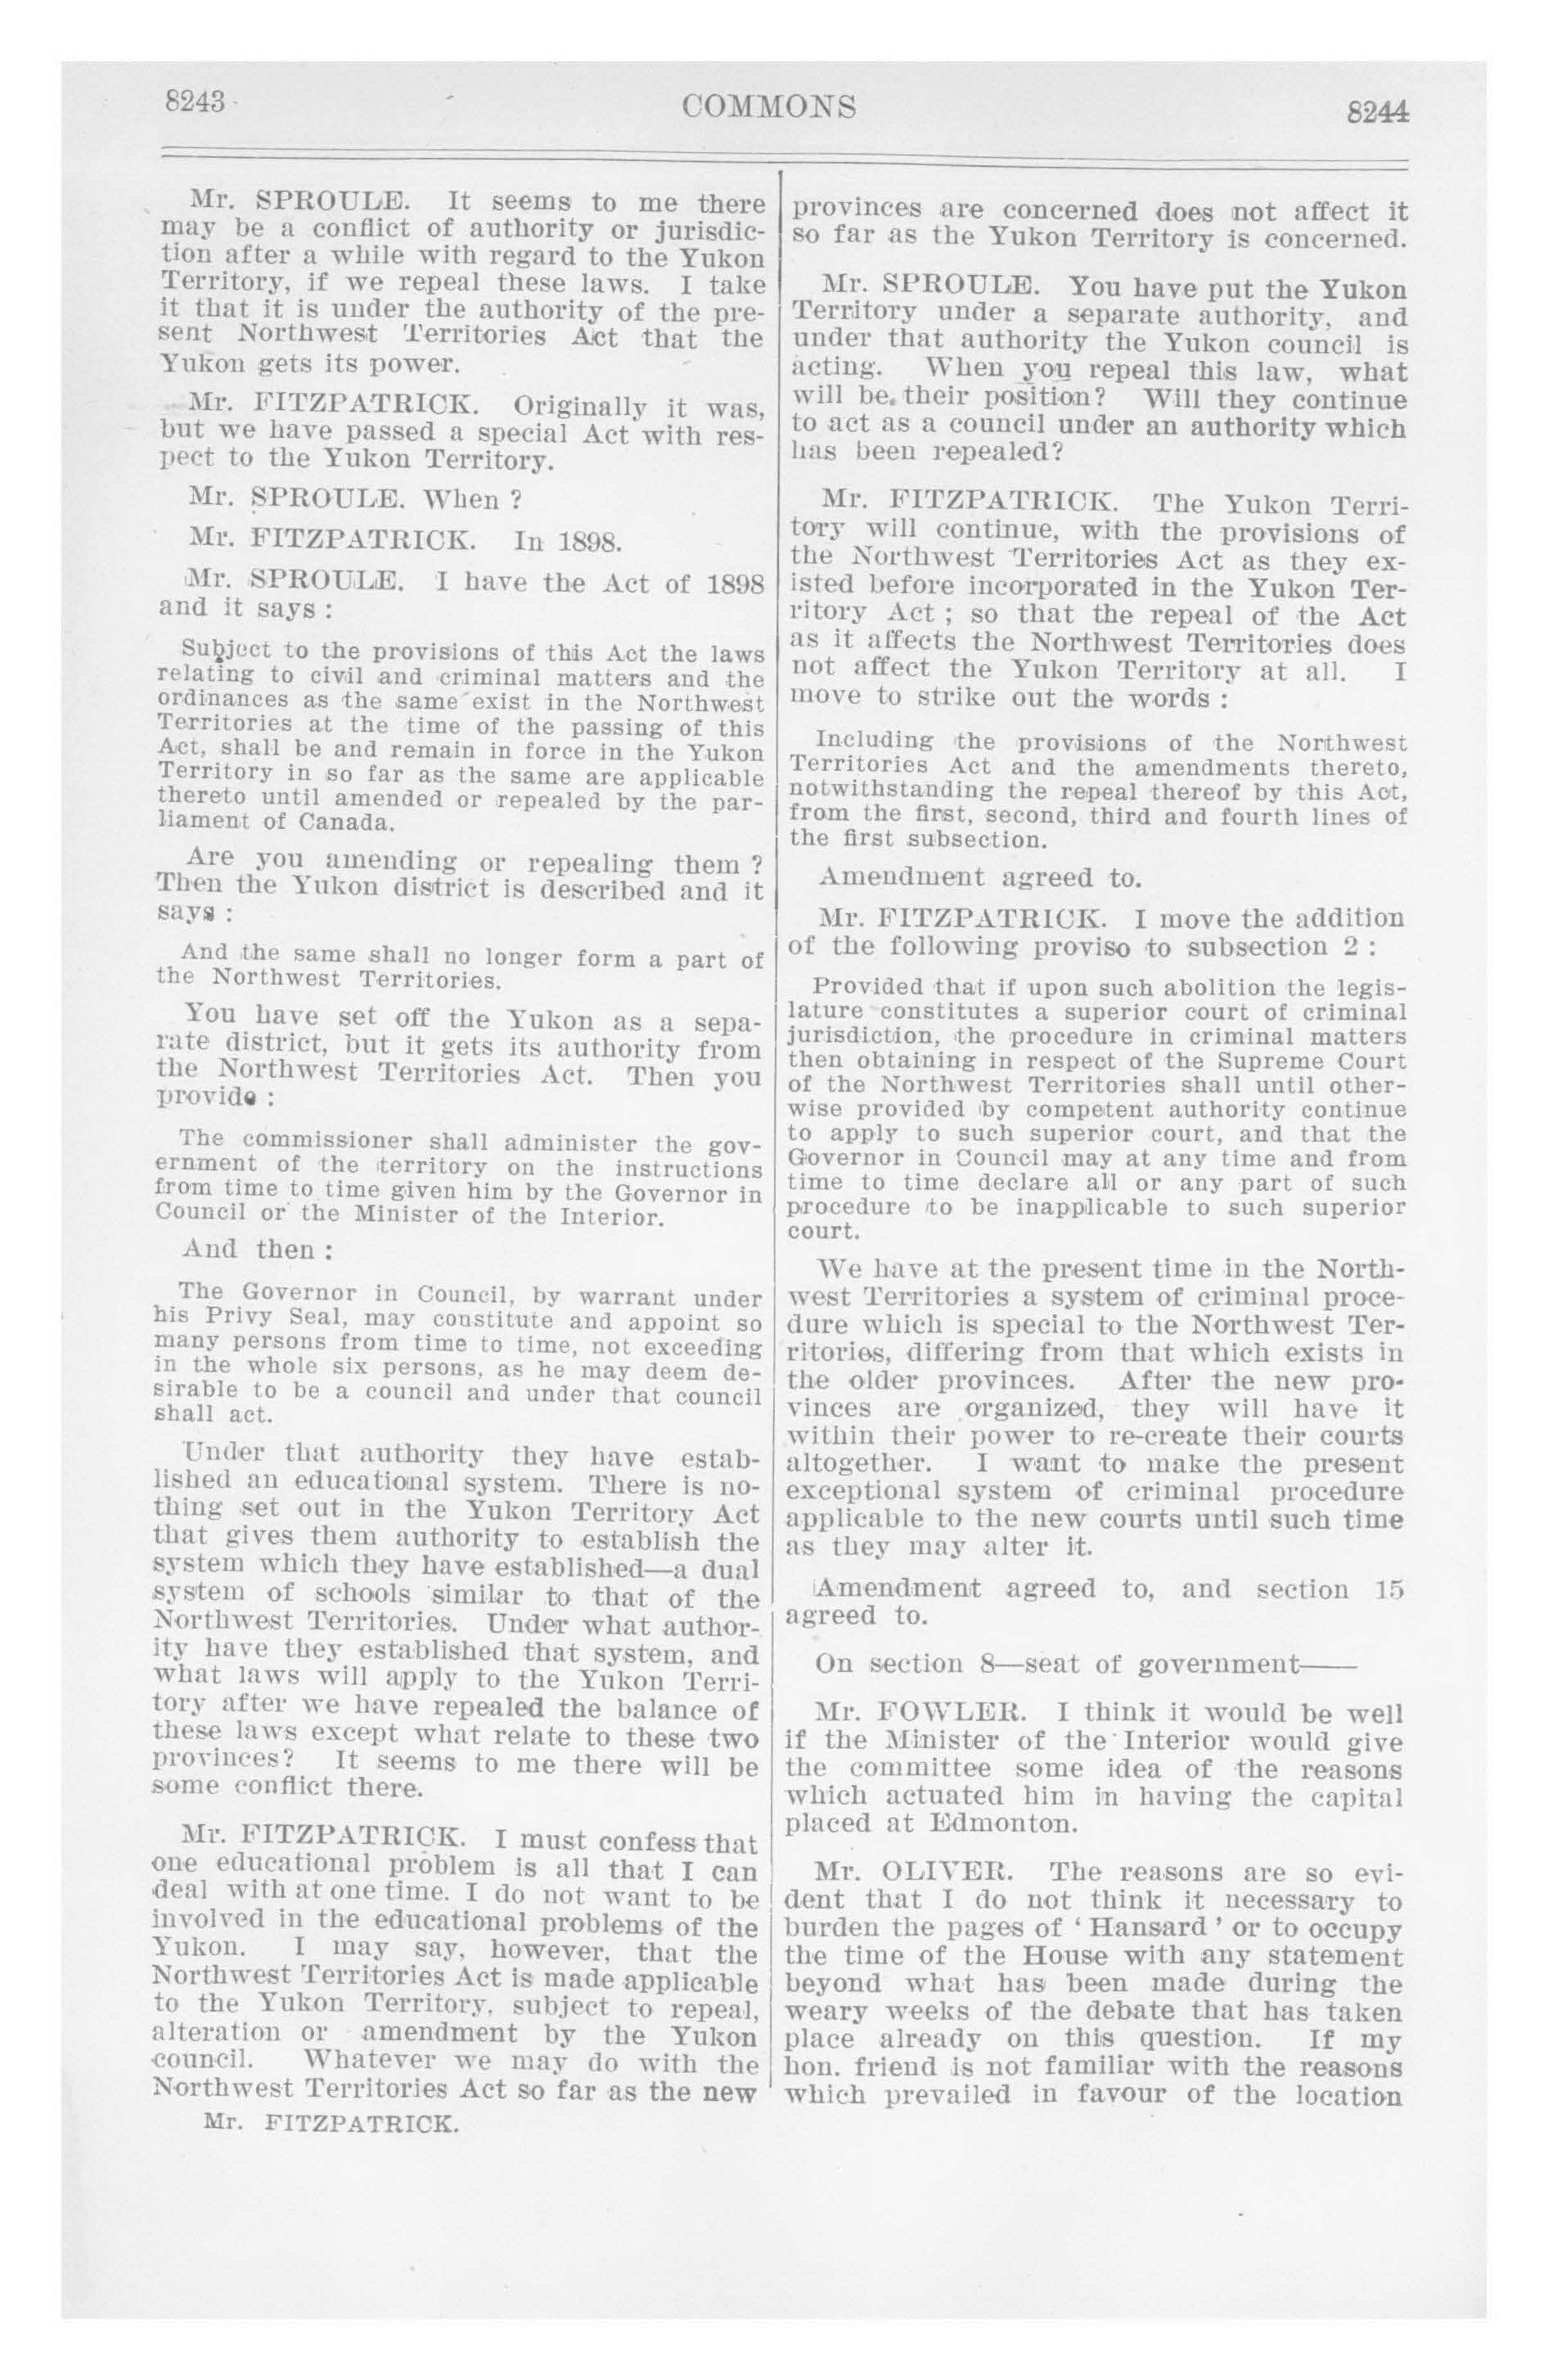 8243
COMMONS
8244
Mr. SPROULE. It seems to me there
may be a conflict of authority or jurisdic-
tion after a while with regard to the Yukon
Territory, if we repeal these laws. I take
it that it is under the authority of the pre-
sent Northwest Territories Act that the
Yukon gets its power.
Mr. FITZPATRICK. Originally it was,
but we have passed a special Act with res-
pect to the Yukon Territory.
Mr. SPROULE. When ?
Mr. FITZPATRICK. In 1898.
Mr. SPROULE. I have the Act of 1898
and it says :
Subject to the provisions of this Act the laws
relating to civil and criminal matters and the
ordinances as the same exist in the Northwest
Territories at the time of the passing of this
Act, shall be and remain in force in the Yukon
Territory in so far as the same are applicable
thereto until amended or repealed by the par-
liament of Canada.
Are you amending or repealing them ?
Then the Yukon district is described and it
says :
And the same shall no longer form a part of
the Northwest Territories.
You have set off the Yukon as a sepa-
rate district, but it gets its authority from
the Northwest Territories Act. Then you
provide :
The commissioner shall administer the gov-
ernment of the territory on the instructions
from time to time given him by the Governor in
Council or the Minister of the Interior.
And then :
The Governor in Council, by warrant under
his Privy Seal, may constitute and appoint so
many persons from time to time, not exceeding
in the whole six persons, as he may deem de-
sirable to be a council and under that council
shall act.
Under that authority they have estab-
lished an educational system. There is no-
thing set out in the Yukon Territory Act
that gives them authority to establish the
system which they have established—a dual
system of schools similar to that of the
Northwest Territories. Under what author-
ity have they established that system, and
what laws will apply to the Yukon Terri-
tory after we have repealed the balance of
these laws except what relate to these two
provinces? It seems to me there will be
some conflict there.
Mr. FITZPATRICK. I must confess that
one educational problem is all that I can
deal with at one time. I do not want to be
involved in the educational problems of the
Yukon. I may say, however, that the
Northwest Territories Act is made applicable
to the Yukon Territory, subject to repeal,
alteration or amendment by the Yukon
council. Whatever we may do with the
Northwest Territories Act so far as the new
Mr. FITZPATRICK.
provinces are concerned does not affect it
so far as the Yukon Territory is concerned.
Mr. SPROULE. You have put the Yukon
Territory under a separate authority, and
under that authority the Yukon council is
acting. When you repeal this law, what
will be their position? Will they continue
to act as a council under an authority which
has been repealed?
Mr. FITZPATRICK. The Yukon Terri-
tory will continue, with the provisions of
the Northwest Territories Act as they ex-
isted before incorporated in the Yukon Ter-
ritory Act ; so that the repeal of the Act
as it affects the Northwest Territories does
not affect the Yukon Territory at all. I
move to strike out the words :
Including the provisions of the Northwest
Territories Act and the amendments thereto,
notwithstanding the repeal thereof by this Act,
from the first, second, third and fourth lines of
the first subsection.
Amendment agreed to.
Mr. FITZPATRICK. I move the addition
of the following proviso to subsection 2 :
Provided that if upon such abolition the legis-
lature constitutes a superior court of criminal
jurisdiction, the procedure in criminal matters
then obtaining in respect of the Supreme Court
of the Northwest Territories shall until other-
wise provided by competent authority continue
to apply to such superior court, and that the
Governor in Council may at any time and from
time to time declare all or any part of such
procedure to be inapplicable to such superior
court.
We have at the present time in the North-
west Territories a system of criminal proce-
dure which is special to the Northwest Ter-
ritories, differing from that which exists in
the older provinces. After the new pro-
vinces are organized, they will have it
within their power to re-create their courts
altogether. I want to make the present
exceptional system of criminal procedure
applicable to the new courts until such time
as they may alter it.
Amendment agreed to, and section 15
agreed to.
On section 8—seat of government——
Mr. FOWLER. I think it would be well
if the Minister of the Interior would give
the committee some idea of the reasons
which actuated him in having the capital
placed at Edmonton.
Mr. OLIVER. The reasons are so evi-
dent that I do not think it necessary to
burden the pages of ‘ Hansard ’ or to occupy
the time of the House with any statement
beyond what has been made during the
weary weeks of the debate that has taken
place already on this question. If my
hon. friend is not familiar with the reasons
which prevailed in favour of the location